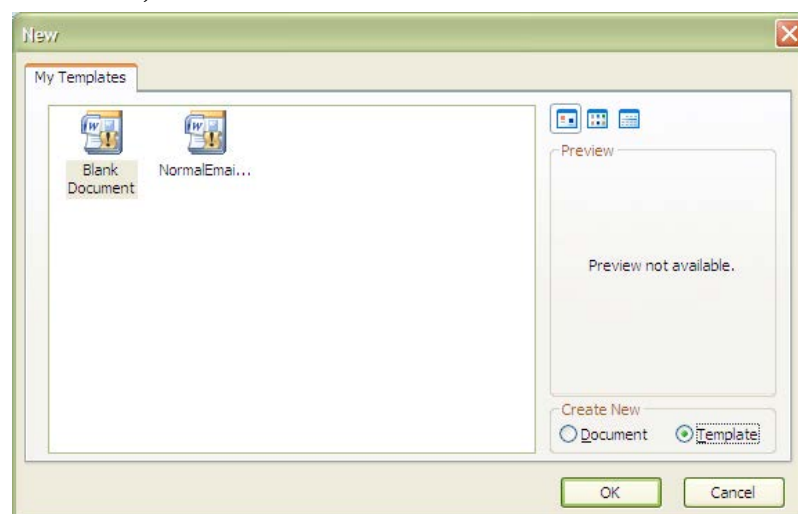 New
My Templates
Blank
Document
NormalEmai...
Preview
Preview not available.
Create New
Document
Template
OK
Cancel